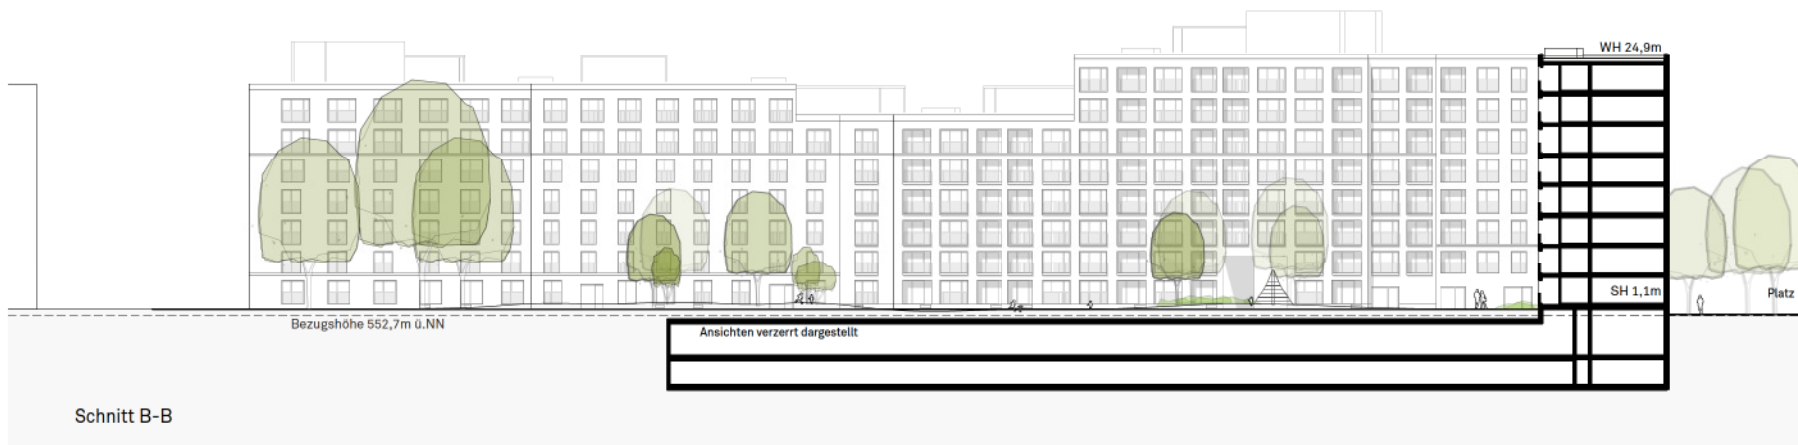 WH 24,9m
SH 1,1m
Platz
Bezugshöhe 552,7m ü.NN
Ansichten verzerrt dargestellt
Schnitt B-B